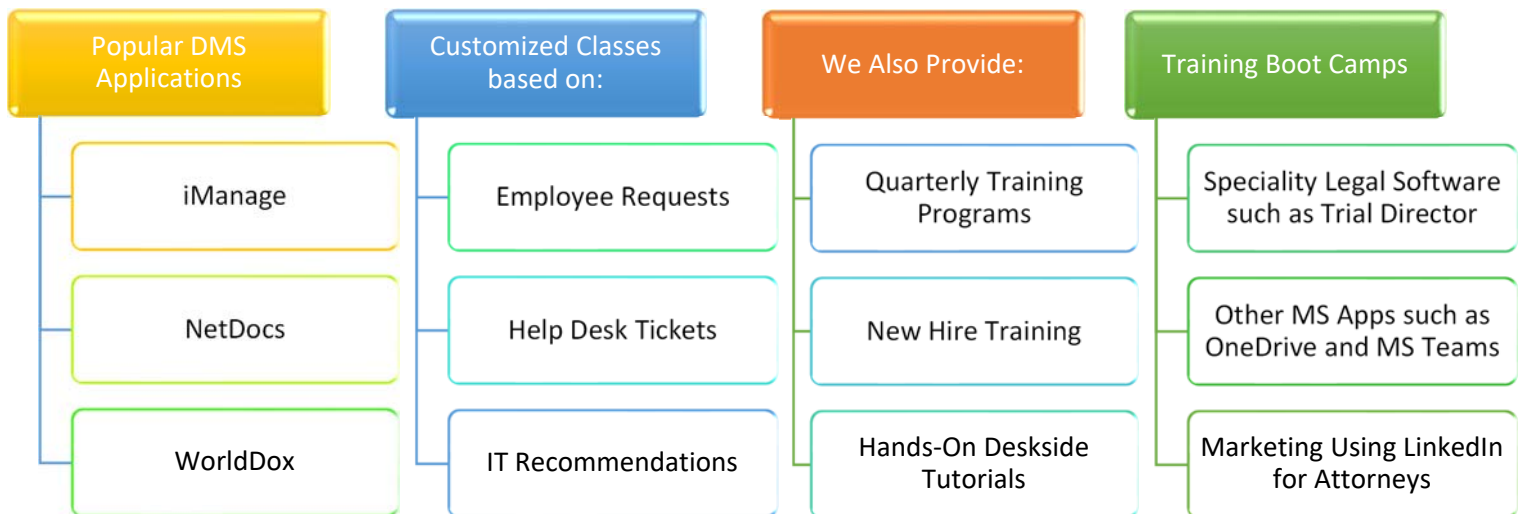 Popular DMS
Applications
iManage
NetDocs
WorldDox
Customized Classes
based on:
Employee Requests
Help Desk Tickets
IT Recommendations
We Also Provide:
Quarterly Training
Programs
New Hire Training
Hands-On Deskside
Tutorials
Training Boot Camps
Speciality Legal Software
such as Trial Director
Other MS Apps such as
OneDrive and MS Teams
Marketing Using LinkedIn
for Attorneys